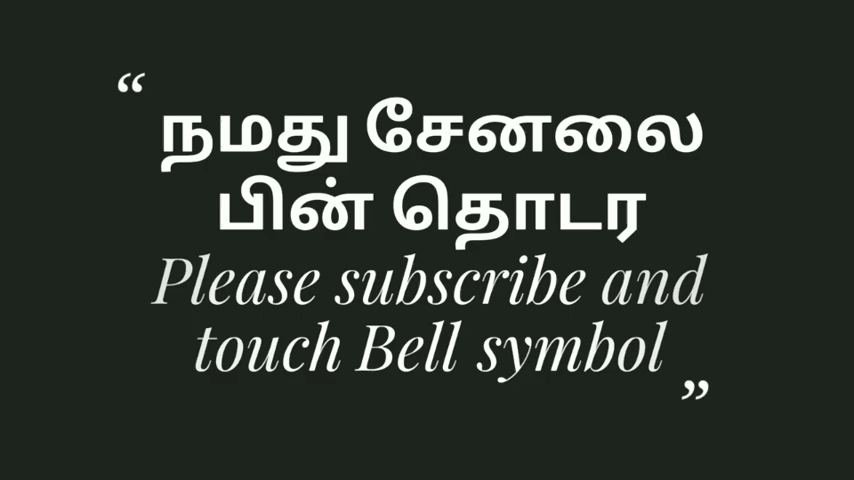 “
நமது சேனலை
பின் தொடர
Please subscribe and
touch Bell symbol
”